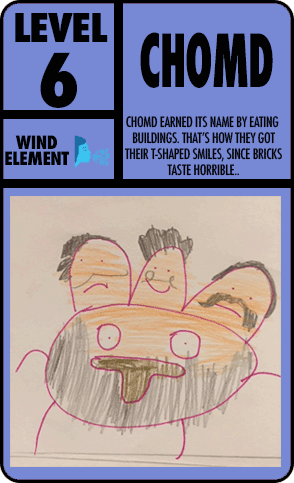 LEVEL
6
WIND
ELEMENT
CHOMD
CHOMD EARNED ITS NAME BY EATING
BUILDINGS. THAT'S HOW THEY GOT
THEIR T-SHAPED SMILES, SINCE BRICKS
TASTE HORRIBLE..